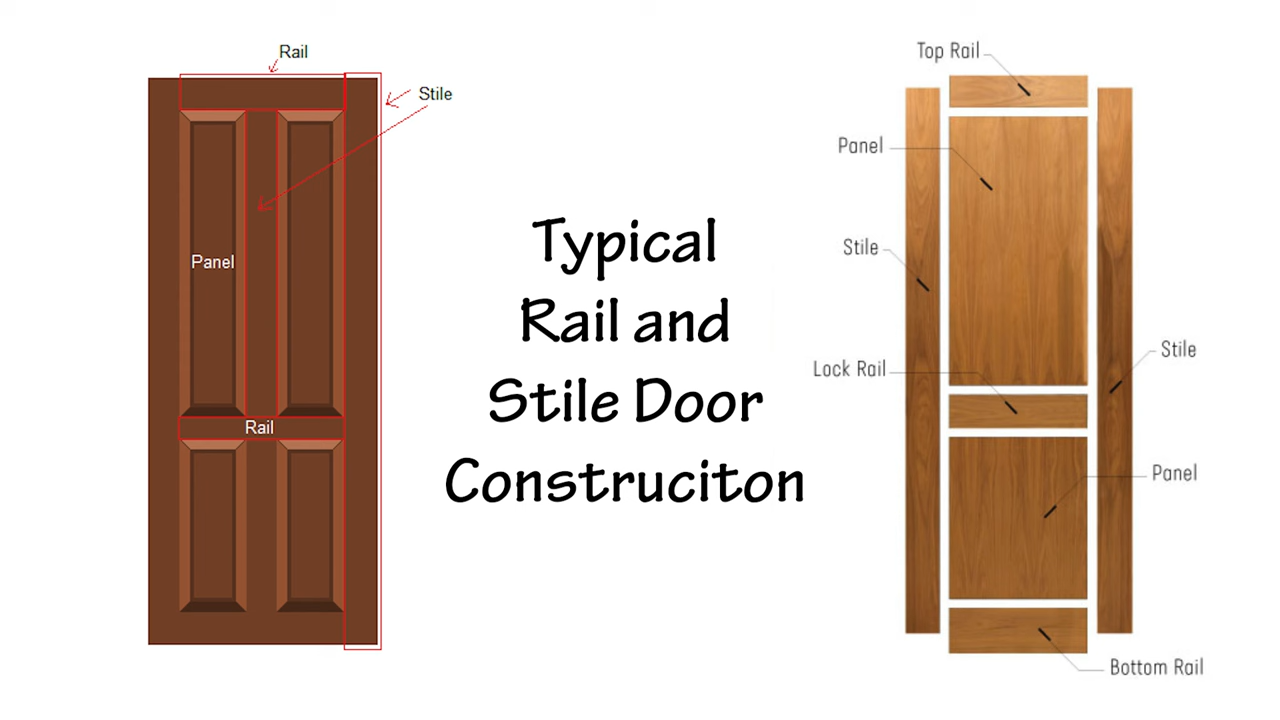 Rail
Stile
Panel
Rail
Typical
Rail and
Stile Door
Construciton
Top Rail
Panel
Stile
Lock Rail
Stile
Panel
Bottom Rail